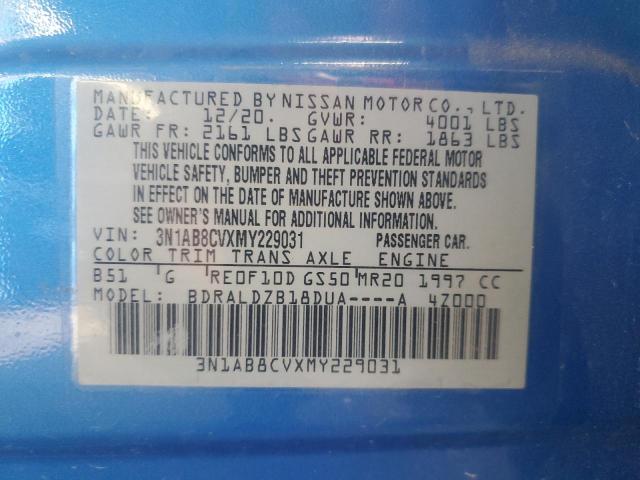 MANUFACTURED BY NISSAN MOTOR CO., LTD.
DATE: 12/20. GVWR: 4001 LBS
GAWR FR: 2161 LBS GAWR RR: 1863 LBS
THIS VEHICLE CONFORMS TO ALL APPLICABLE FEDERAL MOTOR
VEHICLE SAFETY, BUMPER AND THEFT PREVENTION STANDARDS
IN EFFECT ON THE DATE OF MANUFACTURE SHOWN ABOVE.
SEE OWNER'S MANUAL FOR ADDITIONAL INFORMATION.
VIN: 3N1AB8CVXMY229031 PASSENGER CAR.
COLOR TRIM TRANS AXLE ENGINE
B51 G RE0F10D GS50 MR20 1997 CC
MODEL: BDRALDZB18DUA----A 4Z000
3N1AB8CVXMY229031